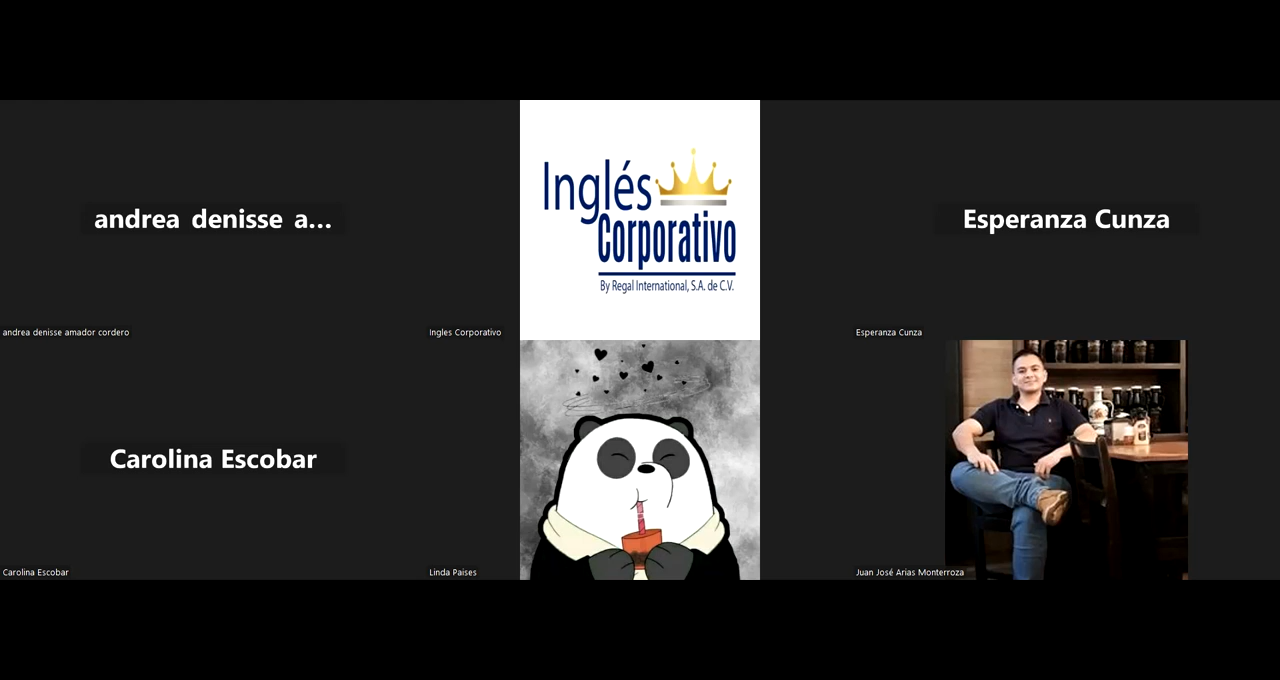 andrea denisse a...
andrea denisse amador cordero
Inglés
Corporativo
By Regal International, S.A. de C.V.
Ingles Corporativo
Esperanza Cunza
Esperanza Cunza
Carolina Escobar
Carolina Escobar
Linda Paises
Juan José Arias Monterroza